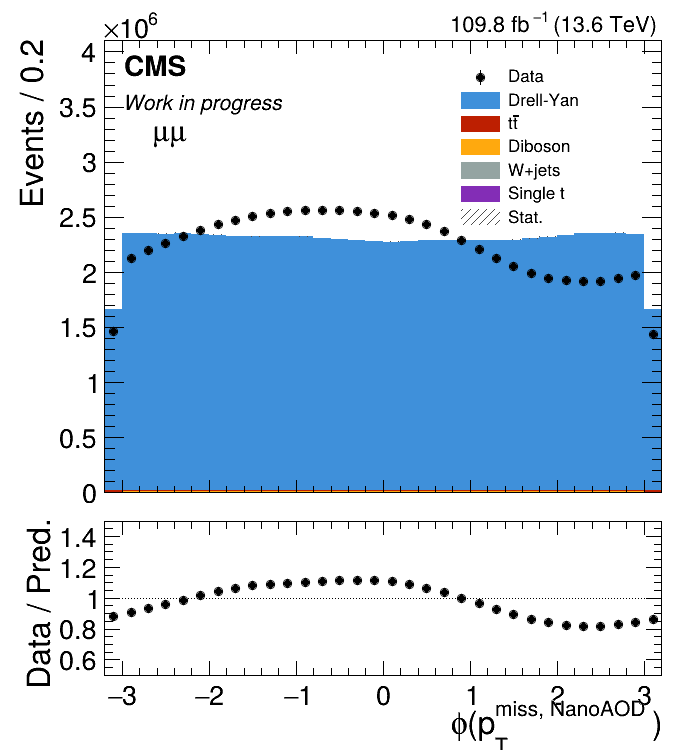 ×10⁶
109.8 fb⁻¹ (13.6 TeV)
CMS
Work in progress
μμ
Data
Drell-Yan
tt̄
Diboson
W+jets
Single t
Stat.
Events / 0.2
4
3.5
3
2.5
2
1.5
1
0.5
0
Data / Pred.
1.4
1.2
1
0.8
0.6
−3 −2 −1 0 1 2 3
ϕ(p_T^miss, NanoAOD)